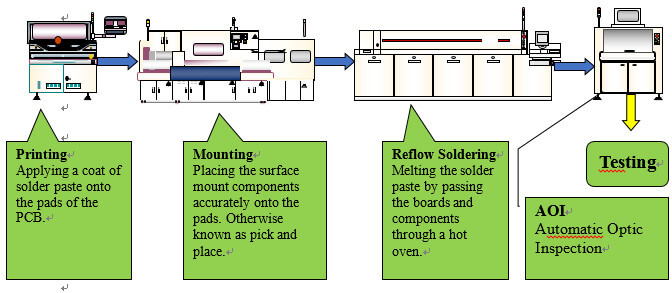 Printing
Applying a coat of
solder paste onto
the pads of the
PCB.
Mounting
Placing the surface
mount components
accurately onto the
pads. Otherwise
known as pick and
place.
Reflow Soldering
Melting the solder
paste by passing
the boards and
components
through a hot
oven.
Testing
AOI
Automatic Optic
Inspection